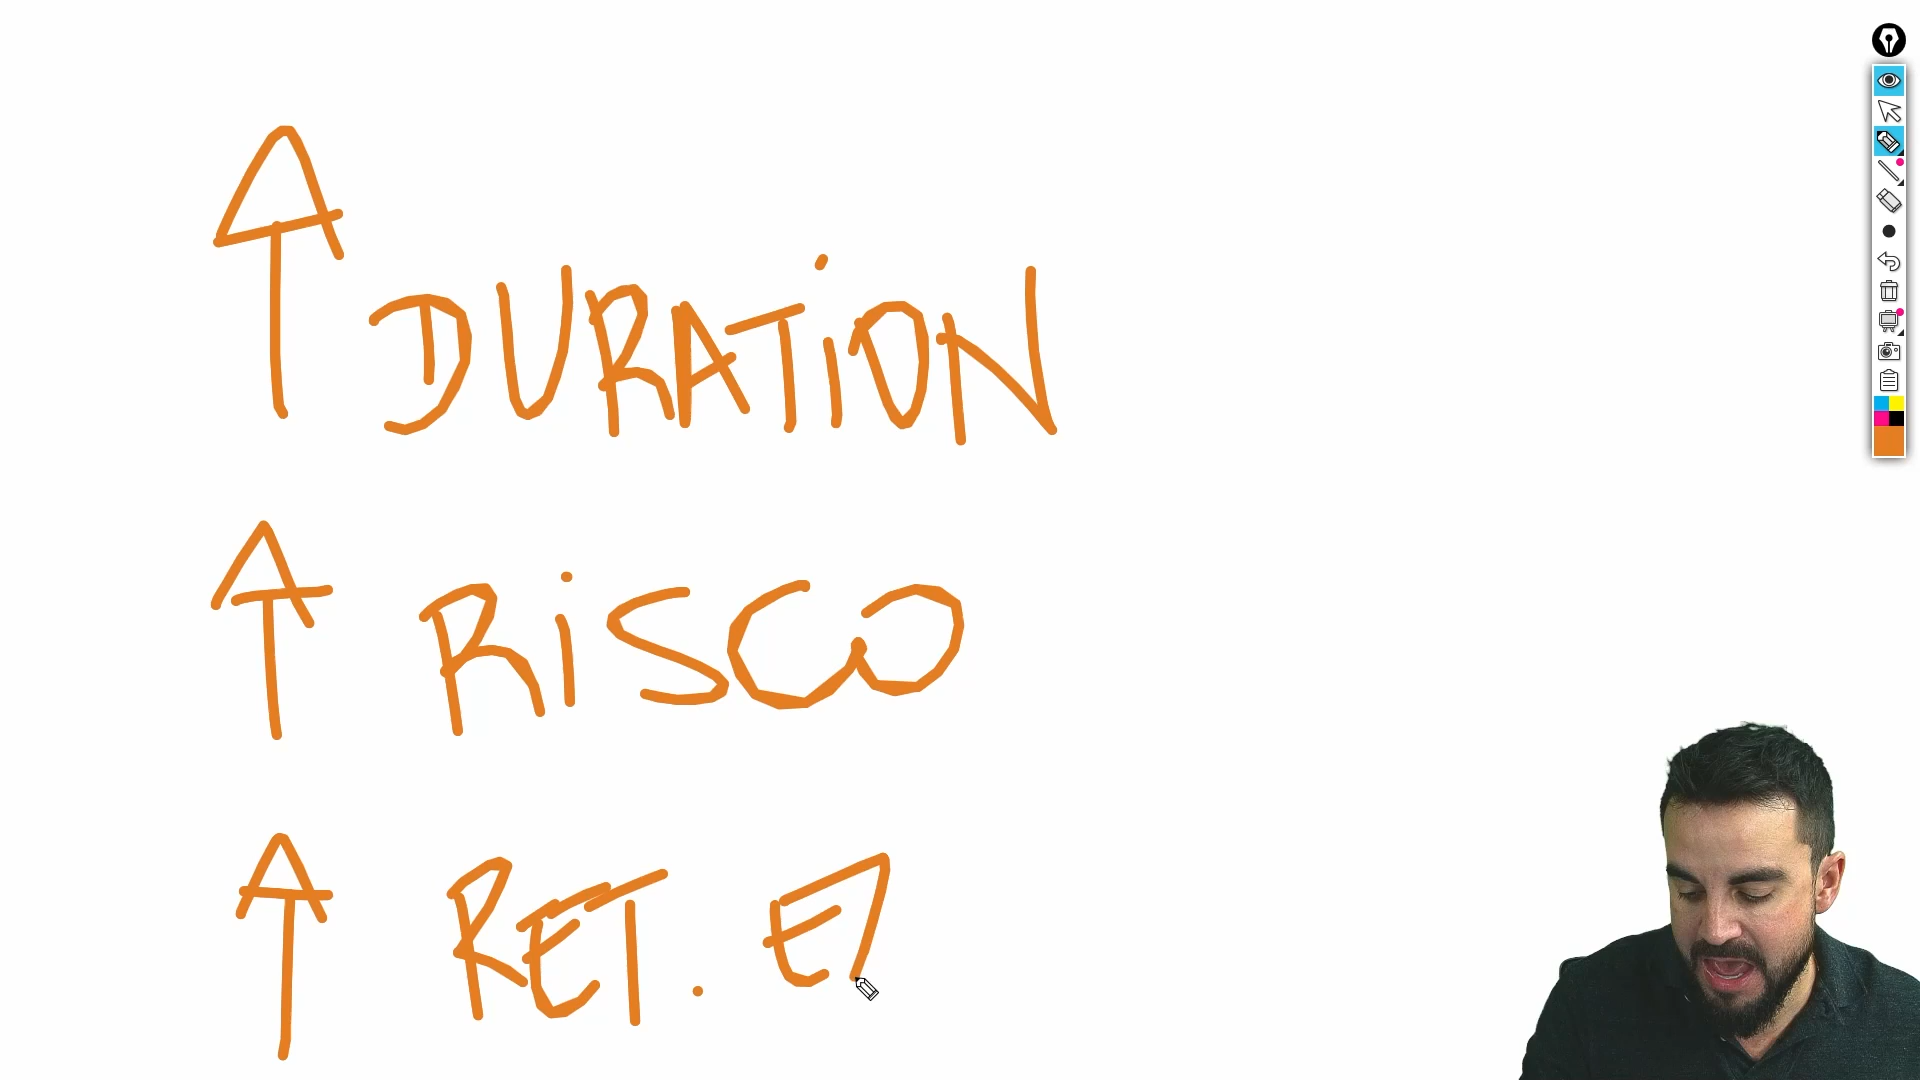 ↑ DURATION
↑ RiSCO
↑ RET.